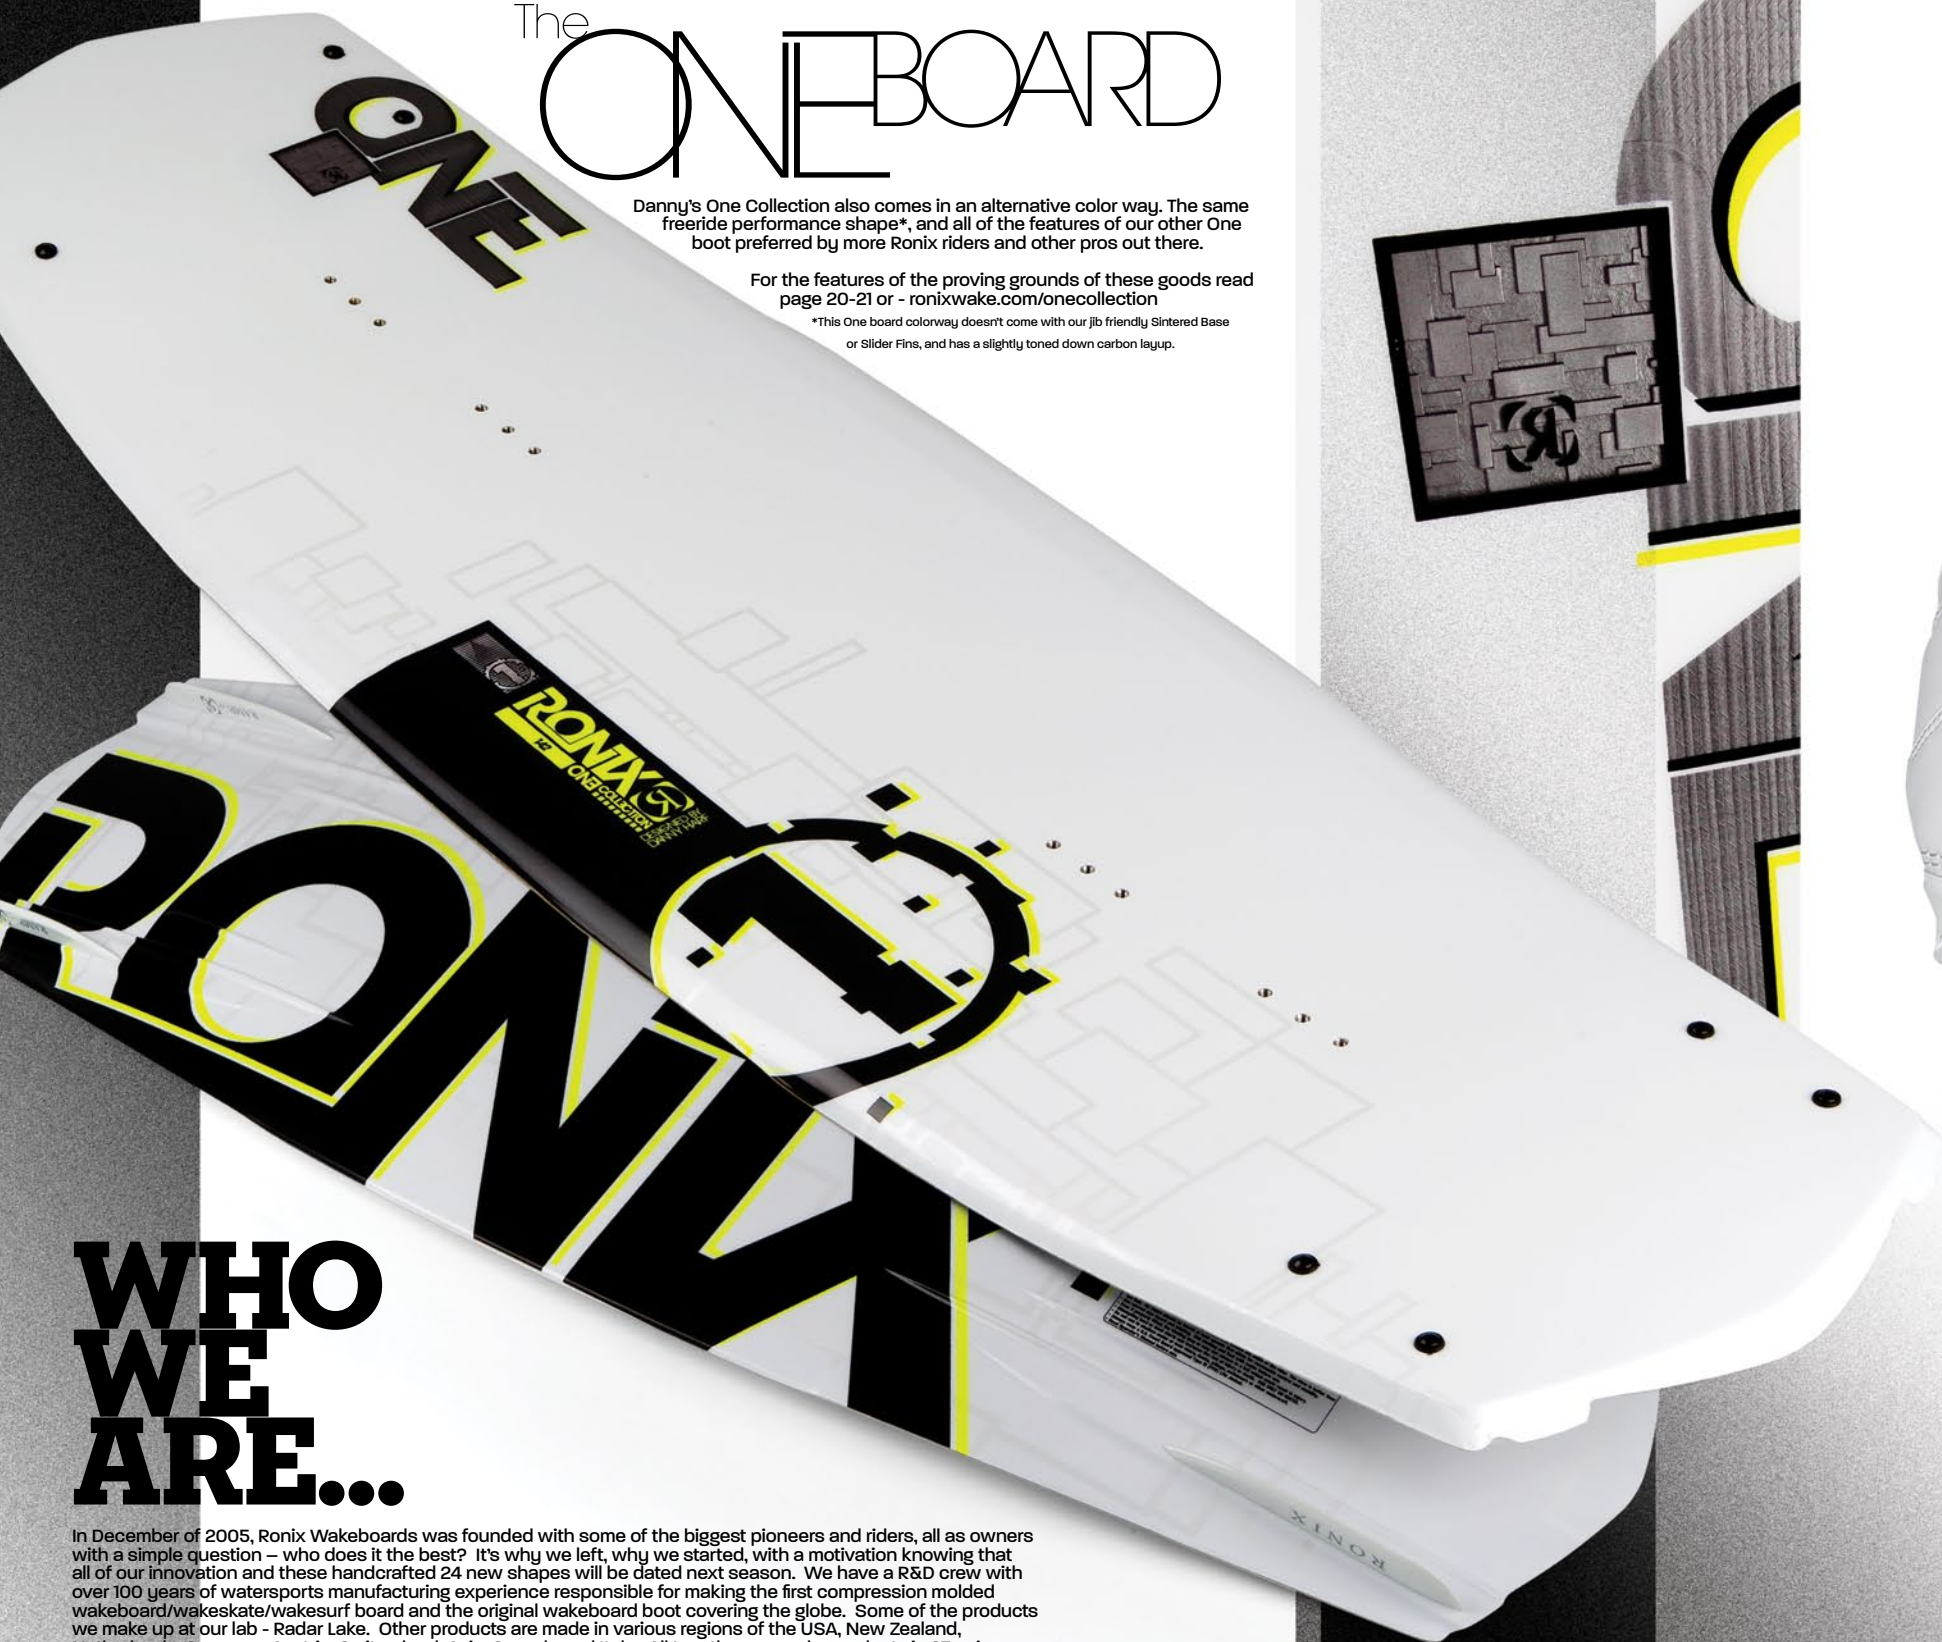 The
ONE BOARD
Danny's One Collection also comes in an alternative color way. The same
freeride performance shape*, and all of the features of our other One
boot preferred by more Ronix riders and other pros out there.
For the features of the proving grounds of these goods read
page 20-21 or - ronixwake.com/onecollection
*This One board colorway doesn't come with our jib friendly Sintered Base
or Slider Fins, and has a slightly toned down carbon layup.
ONE
RONIX
142
ONE COLLECTION
DESIGNED BY
DANNY HARF
1
RONIX
RONIX
WHO
WE
ARE...
In December of 2005, Ronix Wakeboards was founded with some of the biggest pioneers and riders, all as owners
with a simple question – who does it the best?  It's why we left, why we started, with a motivation knowing that
all of our innovation and these handcrafted 24 new shapes will be dated next season.  We have a R&D crew with
over 100 years of watersports manufacturing experience responsible for making the first compression molded
wakeboard/wakeskate/wakesurf board and the original wakeboard boot covering the globe.  Some of the products
we make up at our lab - Radar Lake.  Other products are made in various regions of the USA, New Zealand,